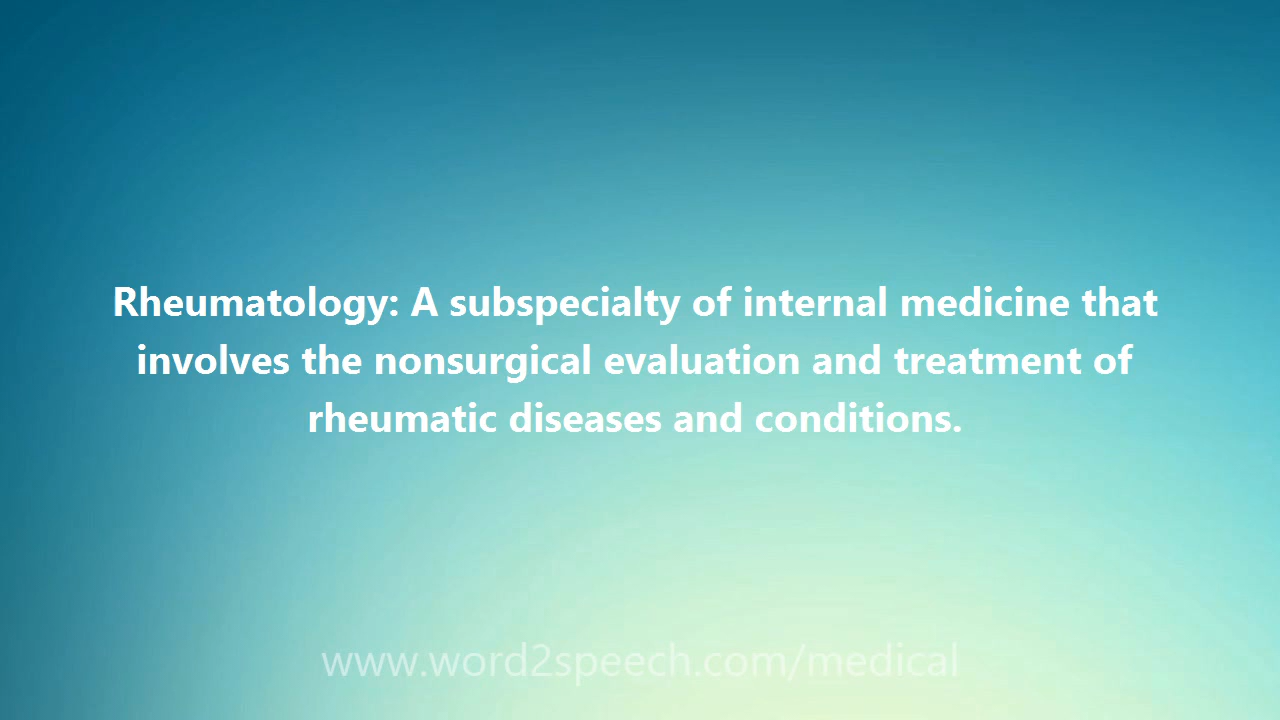 Rheumatology: A subspecialty of internal medicine that
involves the nonsurgical evaluation and treatment of
rheumatic diseases and conditions.
www.word2speech.com/medical